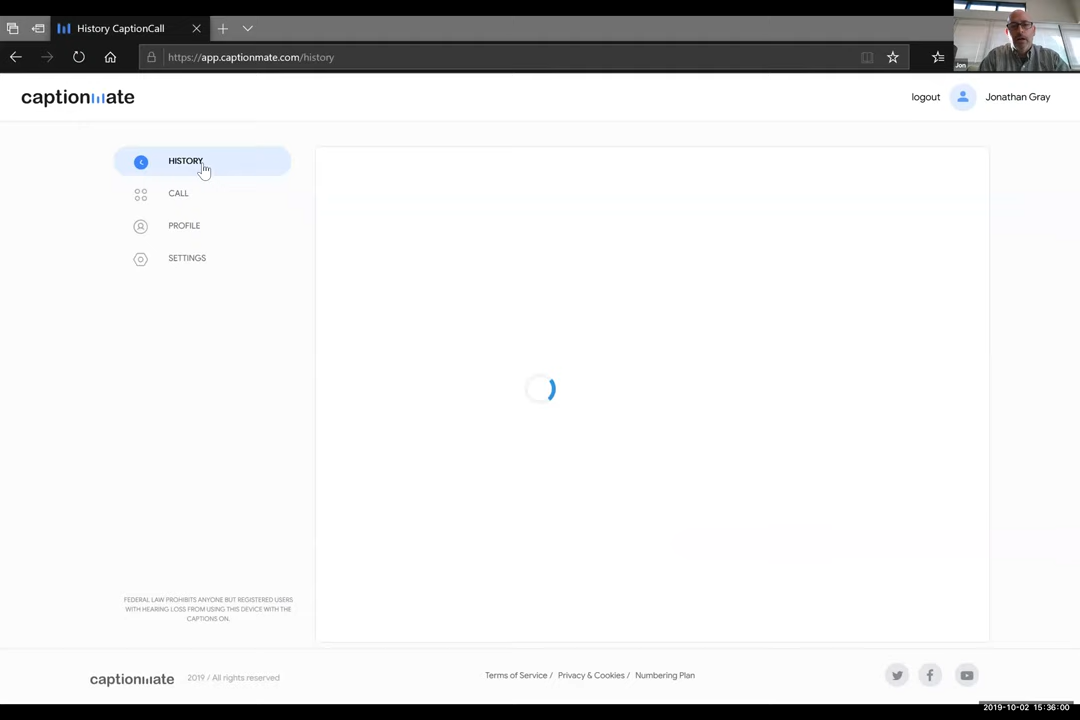 History CaptionCall
https://app.captionmate.com/history
Jon
captionmate
logout
Jonathan Gray
HISTORY
CALL
PROFILE
SETTINGS
FEDERAL LAW PROHIBITS ANYONE BUT REGISTERED USERS
WITH HEARING LOSS FROM USING THIS DEVICE WITH THE
CAPTIONS ON.
captionmate
2019 / All rights reserved
Terms of Service / Privacy & Cookies / Numbering Plan
2019-10-02 15:36:00